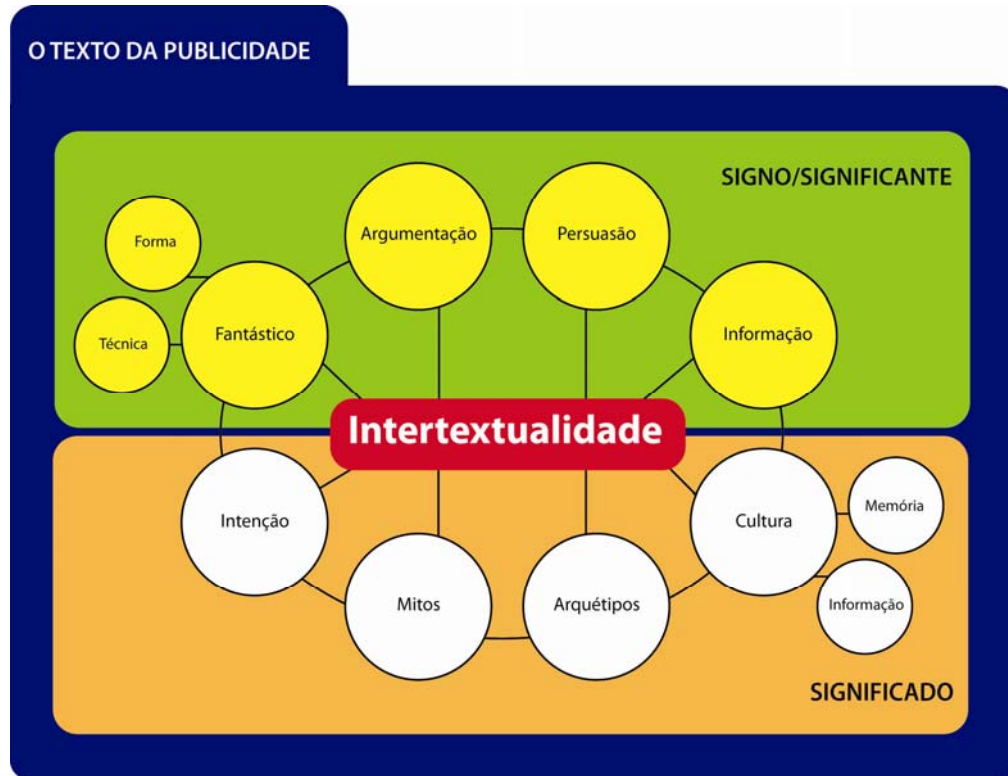 O TEXTO DA PUBLICIDADE
SIGNO/SIGNIFICANTE
Argumentação
Persuasão
Forma
Fantástico
Informação
Técnica
Intertextualidade
Intenção
Cultura
Memória
Mitos
Arquétipos
Informação
SIGNIFICADO